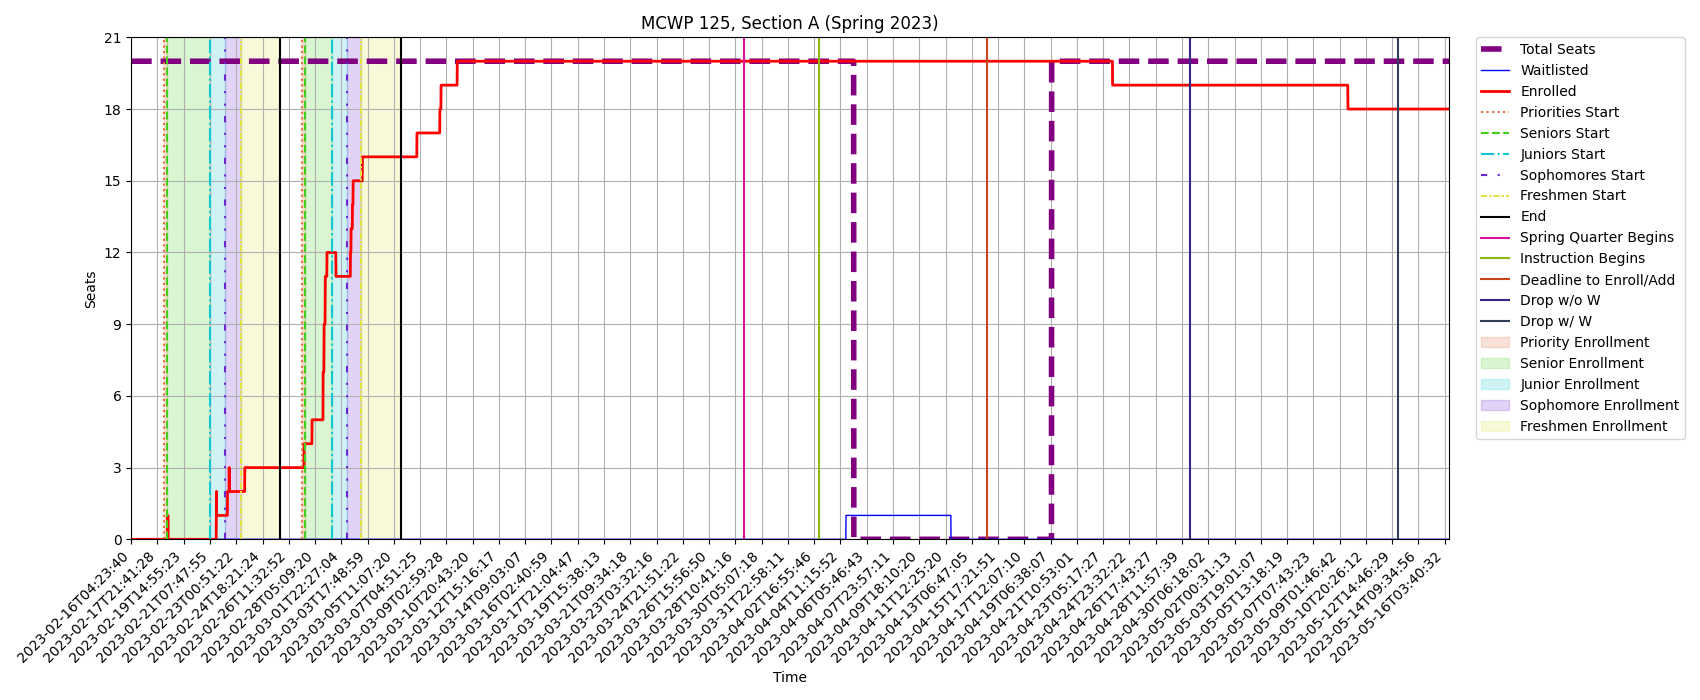 MCWP 125, Section A (Spring 2023)
21
18
15
12
9
6
3
0
Seats
2023-02-16T04:23:40
2023-02-17T21:41:28
2023-02-19T14:55:23
2023-02-21T07:47:55
2023-02-23T00:51:22
2023-02-24T18:21:24
2023-02-26T11:32:52
2023-02-28T05:09:20
2023-03-01T22:27:04
2023-03-03T17:48:59
2023-03-05T11:07:20
2023-03-07T04:51:25
2023-03-09T02:59:28
2023-03-10T20:43:20
2023-03-12T15:16:17
2023-03-14T09:03:07
2023-03-16T02:40:59
2023-03-17T21:04:47
2023-03-19T15:38:13
2023-03-21T09:34:18
2023-03-23T03:32:16
2023-03-24T21:51:22
2023-03-26T15:56:50
2023-03-28T10:41:16
2023-03-30T05:07:18
2023-03-31T22:58:11
2023-04-02T16:55:46
2023-04-04T11:15:52
2023-04-06T05:46:43
2023-04-07T23:57:11
2023-04-09T18:10:20
2023-04-11T12:25:20
2023-04-13T06:47:05
2023-04-15T17:21:51
2023-04-17T12:07:10
2023-04-19T06:38:07
2023-04-21T10:53:01
2023-04-23T05:17:27
2023-04-24T23:32:22
2023-04-26T17:43:27
2023-04-28T11:57:39
2023-04-30T06:18:02
2023-05-02T00:31:13
2023-05-03T19:01:07
2023-05-05T13:18:19
2023-05-07T07:43:23
2023-05-09T01:46:42
2023-05-10T20:26:12
2023-05-12T14:46:29
2023-05-14T09:34:56
2023-05-16T03:40:32
Time
Total Seats
Waitlisted
Enrolled
Priorities Start
Seniors Start
Juniors Start
Sophomores Start
Freshmen Start
End
Spring Quarter Begins
Instruction Begins
Deadline to Enroll/Add
Drop w/o W
Drop w/ W
Priority Enrollment
Senior Enrollment
Junior Enrollment
Sophomore Enrollment
Freshmen Enrollment